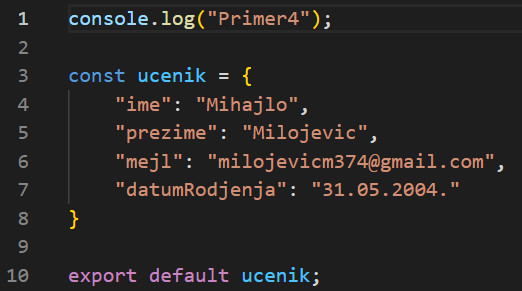 1 console.log("Primer4");
2
3 const ucenik = {
4     "ime": "Mihajlo",
5     "prezime": "Milojevic",
6     "mejl": "milojevicm374@gmail.com",
7     "datumRodjenja": "31.05.2004."
8 }
9
10 export default ucenik;